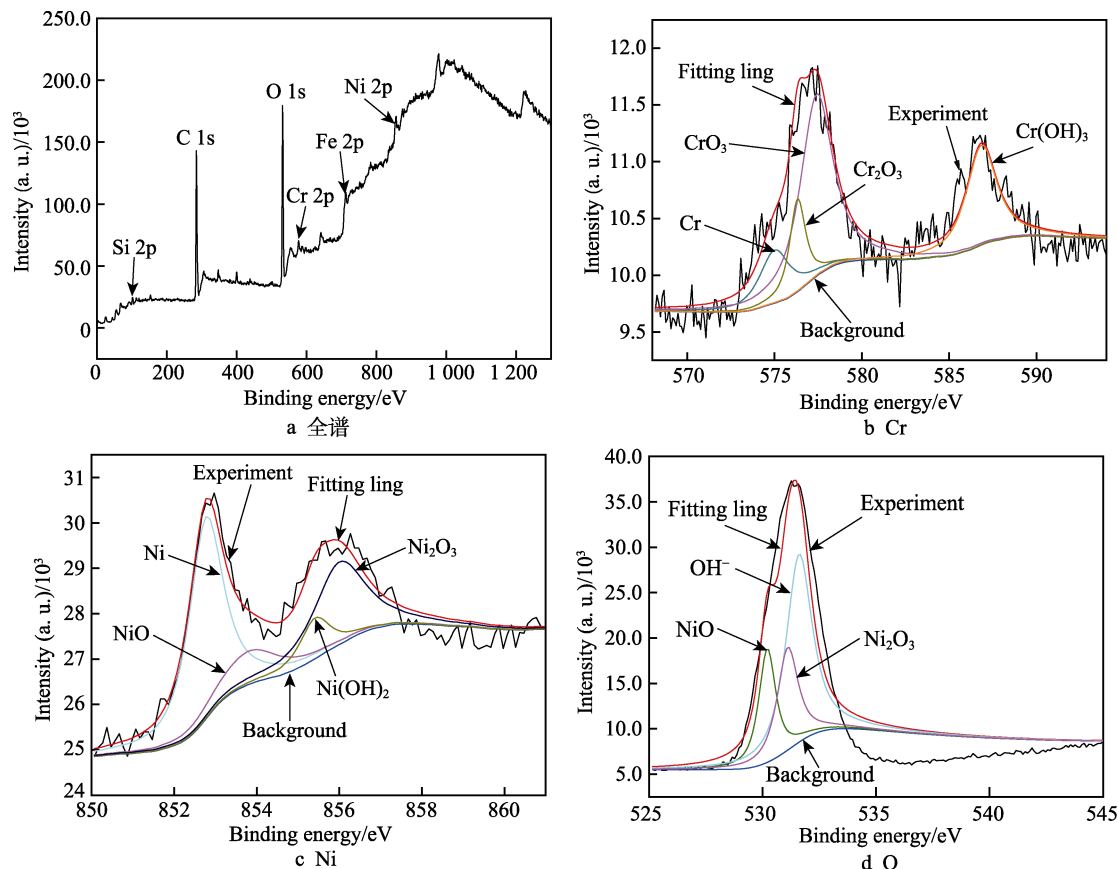 250.0
200.0
150.0
100.0
50.0
0
Intensity (a. u.)/10³
Si 2p
C 1s
O 1s
Cr 2p
Fe 2p
Ni 2p
0 200 400 600 800 1 000 1 200
Binding energy/eV
a 全谱
12.0
11.5
11.0
10.5
10.0
9.5
Intensity (a. u.)/10³
Fitting ling
CrO₃
Cr₂O₃
Cr
Experiment
Cr(OH)₃
Background
570 575 580 585 590
Binding energy/eV
b Cr
31
30
29
28
27
26
25
24
Intensity (a. u.)/10³
Experiment
Fitting ling
Ni
Ni₂O₃
NiO
Ni(OH)₂
Background
850 852 854 856 858 860
Binding energy/eV
c Ni
40.0
35.0
30.0
25.0
20.0
15.0
10.0
5.0
Intensity (a. u.)/10³
Fitting ling
Experiment
OH⁻
NiO
Ni₂O₃
Background
525 530 535 540 545
Binding energy/eV
d O